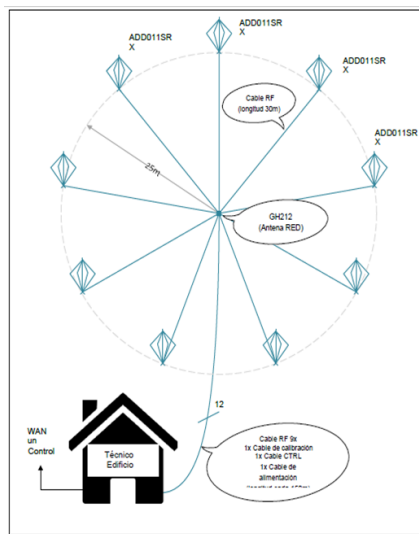 ADD011SR
X
ADD011SR
X
ADD011SR
X
Cable RF
(longitud 30m)
ADD011SR
X
25m
GH212
(Antena RED)
12
WAN
un
Control
Técnico
Edificio
Cable RF 9x
1x Cable de calibración
1x Cable CTRL
1x Cable de
alimentación